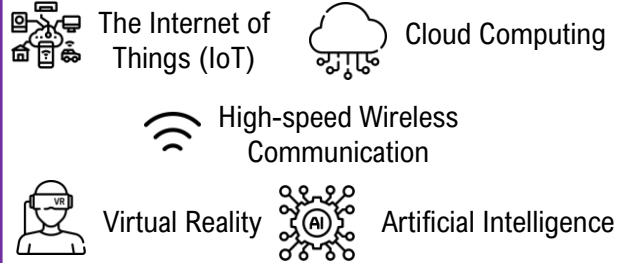 The Internet of
Things (IoT)
Cloud Computing
High-speed Wireless
Communication
VR
Virtual Reality
AI
Artificial Intelligence